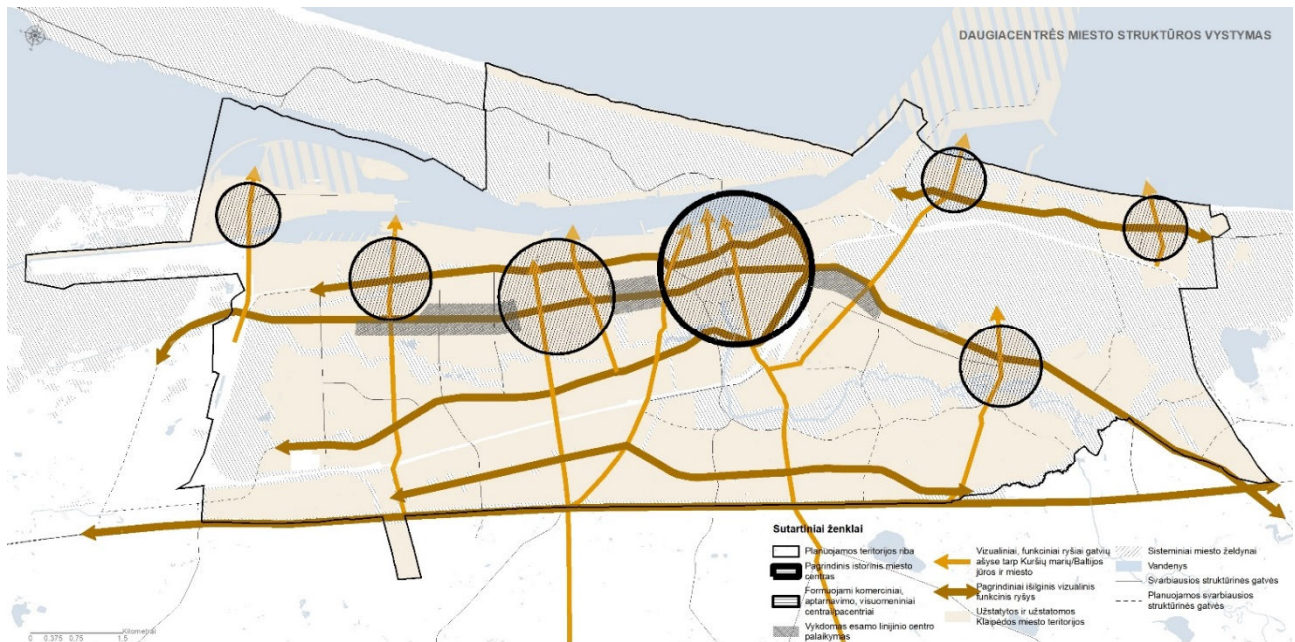 DAUGIACENTRĖS MIESTO STRUKTŪROS VYSTYMAS
Sutartiniai ženklai
Planuojamos teritorijos riba
Pagrindinis istorinis miesto
centras
Formuojami komerciniai,
aptarnavimo, visuomeniniai
centrai/pacentriai
Vykdomas esamo linijinio centro
palaikymas
Vizualiniai, funkciniai ryšiai gatvių
ašyse tarp Kuršių marių/Baltijos
jūros ir miesto
Pagrindiniai išilginis vizualinis
funkcinis ryšys
Užstatytos ir užstatomos
Klaipėdos miesto teritorijos
Sisteminiai miesto želdynai
Vandenys
Svarbiausios struktūrinės gatvės
Planuojamos svarbiausios
struktūrinės gatvės
Kilometrai
0 0.375 0.75 1.5